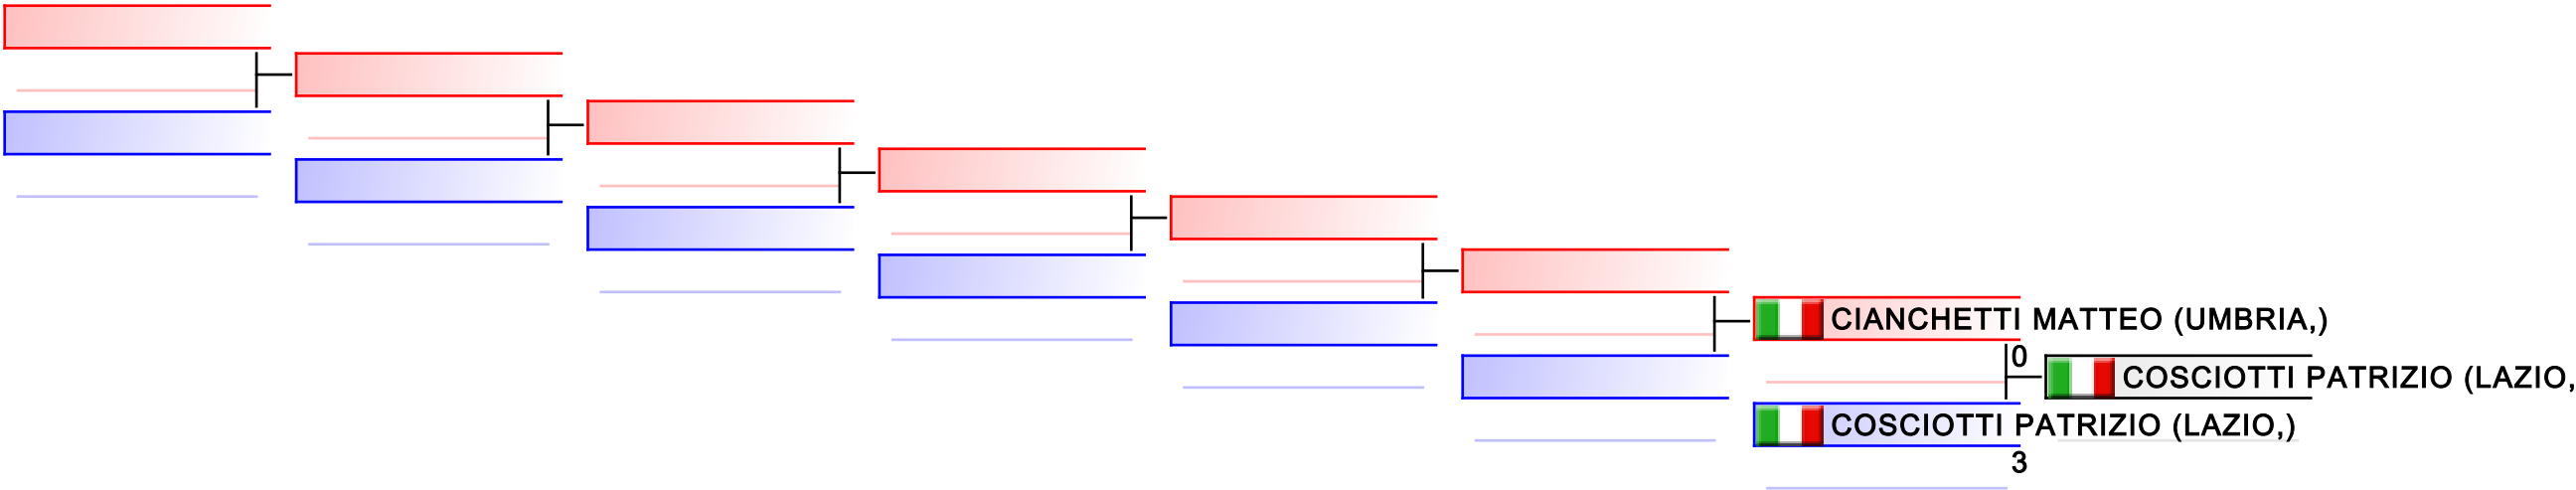 CIANCHETTI MATTEO (UMBRIA,)
0
COSCIOTTI PATRIZIO (LAZIO,
COSCIOTTI PATRIZIO (LAZIO,)
3